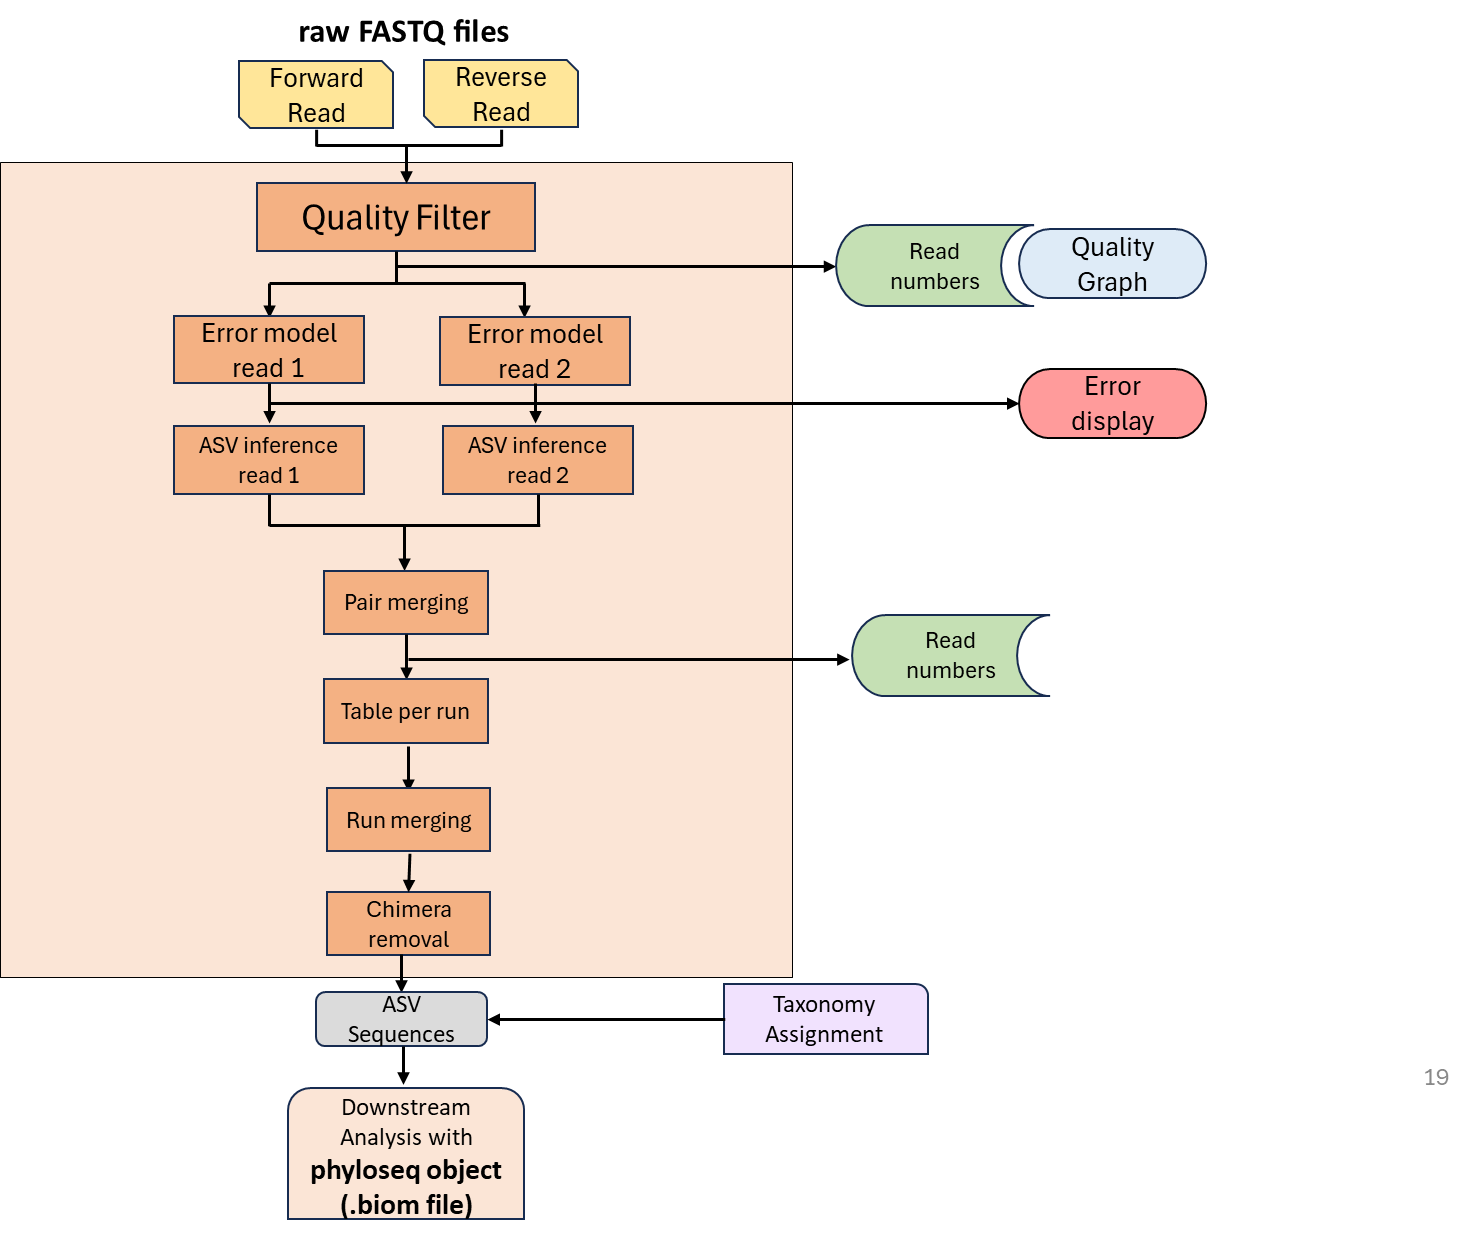 raw FASTQ files
Forward
Read
Reverse
Read
Quality Filter
Read
numbers
Quality
Graph
Error model
read 1
Error model
read 2
Error
display
ASV inference
read 1
ASV inference
read 2
Pair merging
Read
numbers
Table per run
Run merging
Chimera
removal
ASV
Sequences
Taxonomy
Assignment
19
Downstream
Analysis with
phyloseq object
(.biom file)